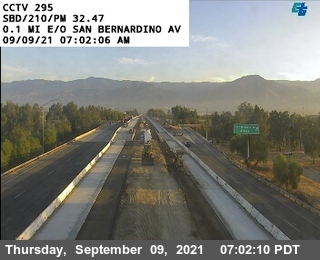 CCTV 295
SBD/210/PM 32.47
0.1 MI E/O SAN BERNARDINO AV
09/09/21 07:02:06 AM
Thursday, September 09, 2021 07:02:10 PDT